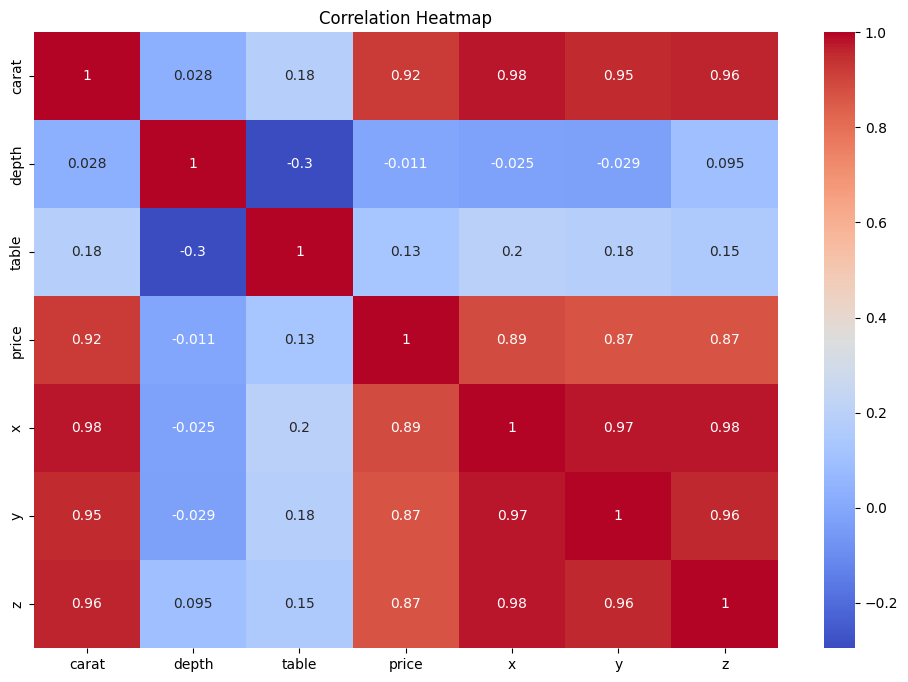 Correlation Heatmap
carat 1 0.028 0.18 0.92 0.98 0.95 0.96
depth 0.028 1 -0.3 -0.011 -0.025 -0.029 0.095
table 0.18 -0.3 1 0.13 0.2 0.18 0.15
price 0.92 -0.011 0.13 1 0.89 0.87 0.87
x 0.98 -0.025 0.2 0.89 1 0.97 0.98
y 0.95 -0.029 0.18 0.87 0.97 1 0.96
z 0.96 0.095 0.15 0.87 0.98 0.96 1
carat depth table price x y z
1.0
0.8
0.6
0.4
0.2
0.0
−0.2